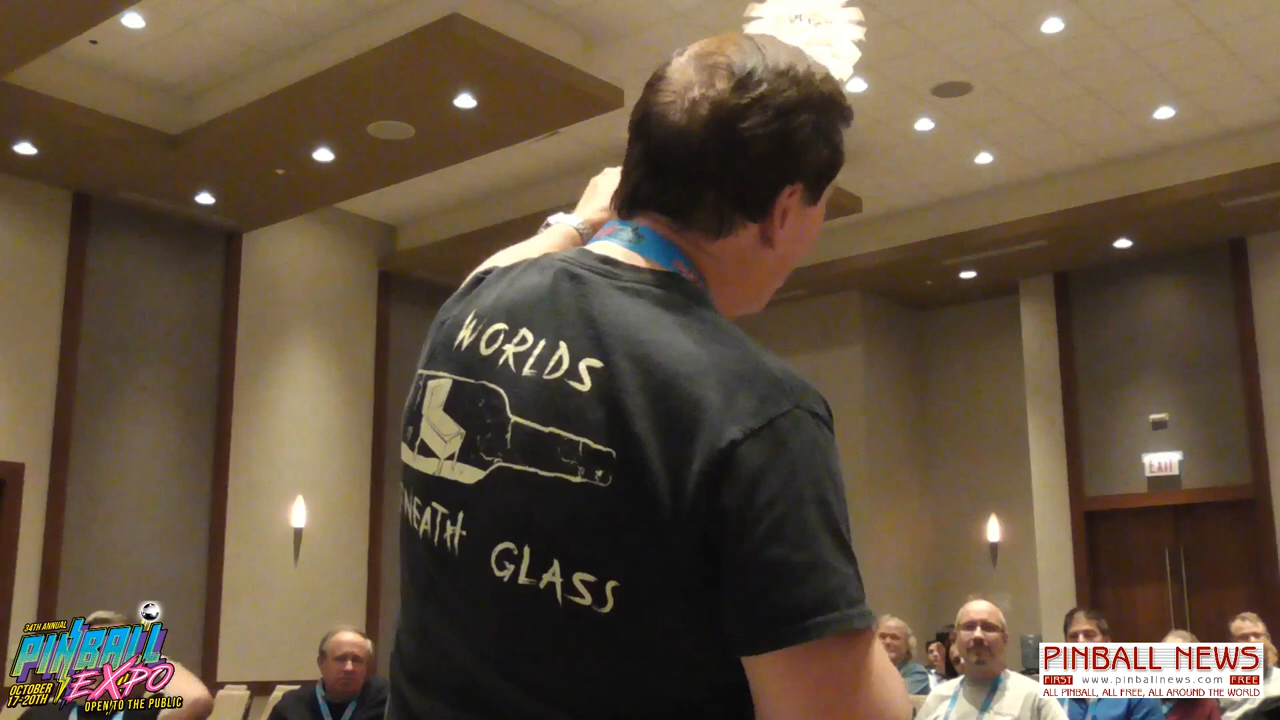 WORLDS
NEATH
GLASS
EXIT
34TH ANNUAL
PINBALL
EXPO
OCTOBER
17-20TH
OPEN TO THE PUBLIC
PINBALL NEWS
FIRST www.pinballnews.com FREE
ALL PINBALL, ALL FREE, ALL AROUND THE WORLD